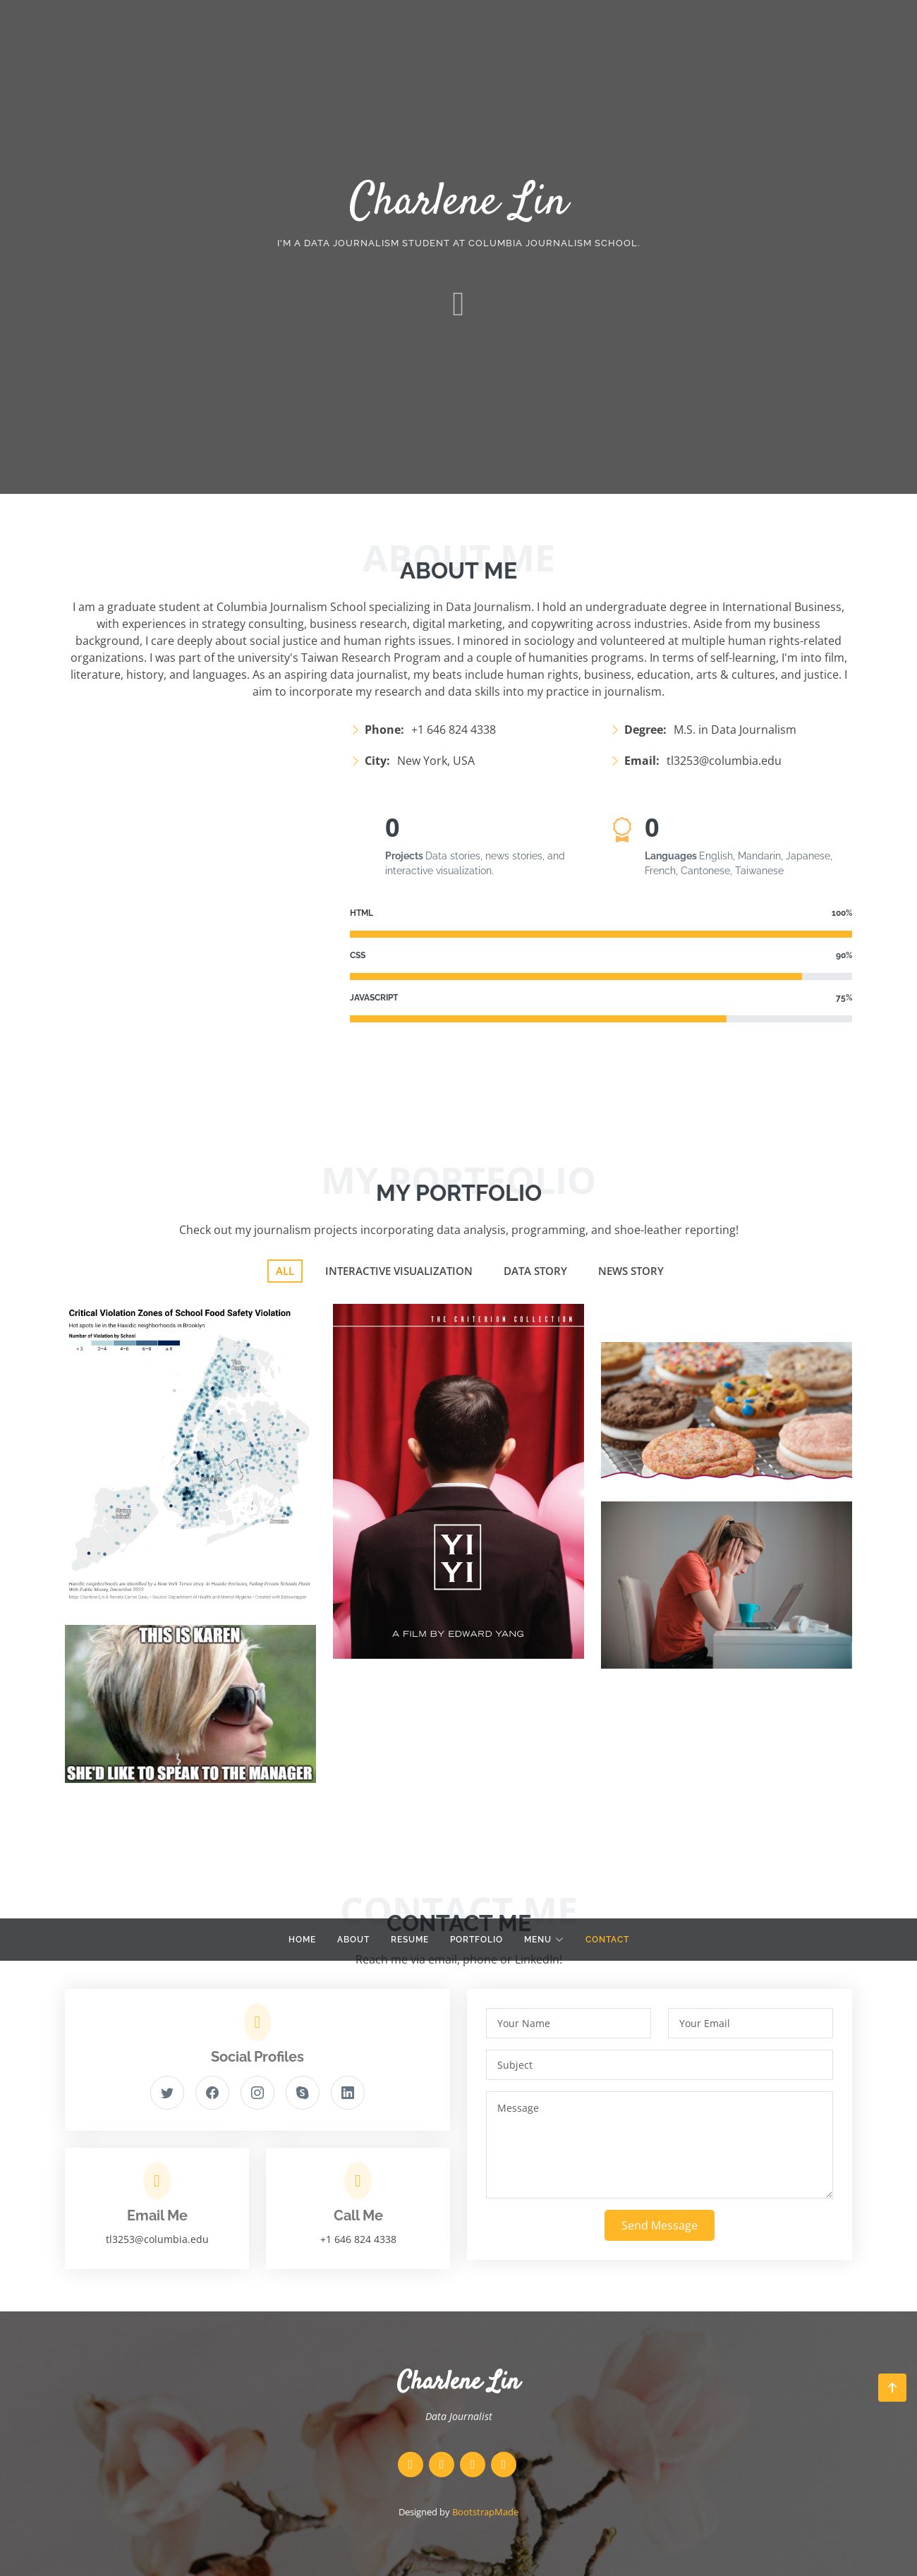 Charlene Lin
I'M A DATA JOURNALISM STUDENT AT COLUMBIA JOURNALISM SCHOOL.
ABOUT ME
ABOUT ME
I am a graduate student at Columbia Journalism School specializing in Data Journalism. I hold an undergraduate degree in International Business,
with experiences in strategy consulting, business research, digital marketing, and copywriting across industries. Aside from my business
background, I care deeply about social justice and human rights issues. I minored in sociology and volunteered at multiple human rights-related
organizations. I was part of the university's Taiwan Research Program and a couple of humanities programs. In terms of self-learning, I'm into film,
literature, history, and languages. As an aspiring data journalist, my beats include human rights, business, education, arts & cultures, and justice. I
aim to incorporate my research and data skills into my practice in journalism.
Phone: +1 646 824 4338
Degree: M.S. in Data Journalism
City: New York, USA
Email: tl3253@columbia.edu
0
Projects Data stories, news stories, and
interactive visualization.
0
Languages English, Mandarin, Japanese,
French, Cantonese, Taiwanese
HTML 100%
CSS 90%
JAVASCRIPT 75%
MY PORTFOLIO
MY PORTFOLIO
Check out my journalism projects incorporating data analysis, programming, and shoe-leather reporting!
ALL INTERACTIVE VISUALIZATION DATA STORY NEWS STORY
Critical Violation Zones of School Food Safety Violation
Hot spots lie in the Hasidic neighborhoods in Brooklyn
Number of Violation by School
< 2 2–4 4–6 6–8 ≥ 8
THE CRITERION COLLECTION
YI
YI
A FILM BY EDWARD YANG
THIS IS KAREN
SHE'D LIKE TO SPEAK TO THE MANAGER
CONTACT ME
CONTACT ME
HOME ABOUT RESUME PORTFOLIO MENU CONTACT
Reach me via email, phone or LinkedIn!
Social Profiles
Email Me
tl3253@columbia.edu
Call Me
+1 646 824 4338
Your Name
Your Email
Subject
Message
Send Message
Charlene Lin
Data Journalist
Designed by BootstrapMade